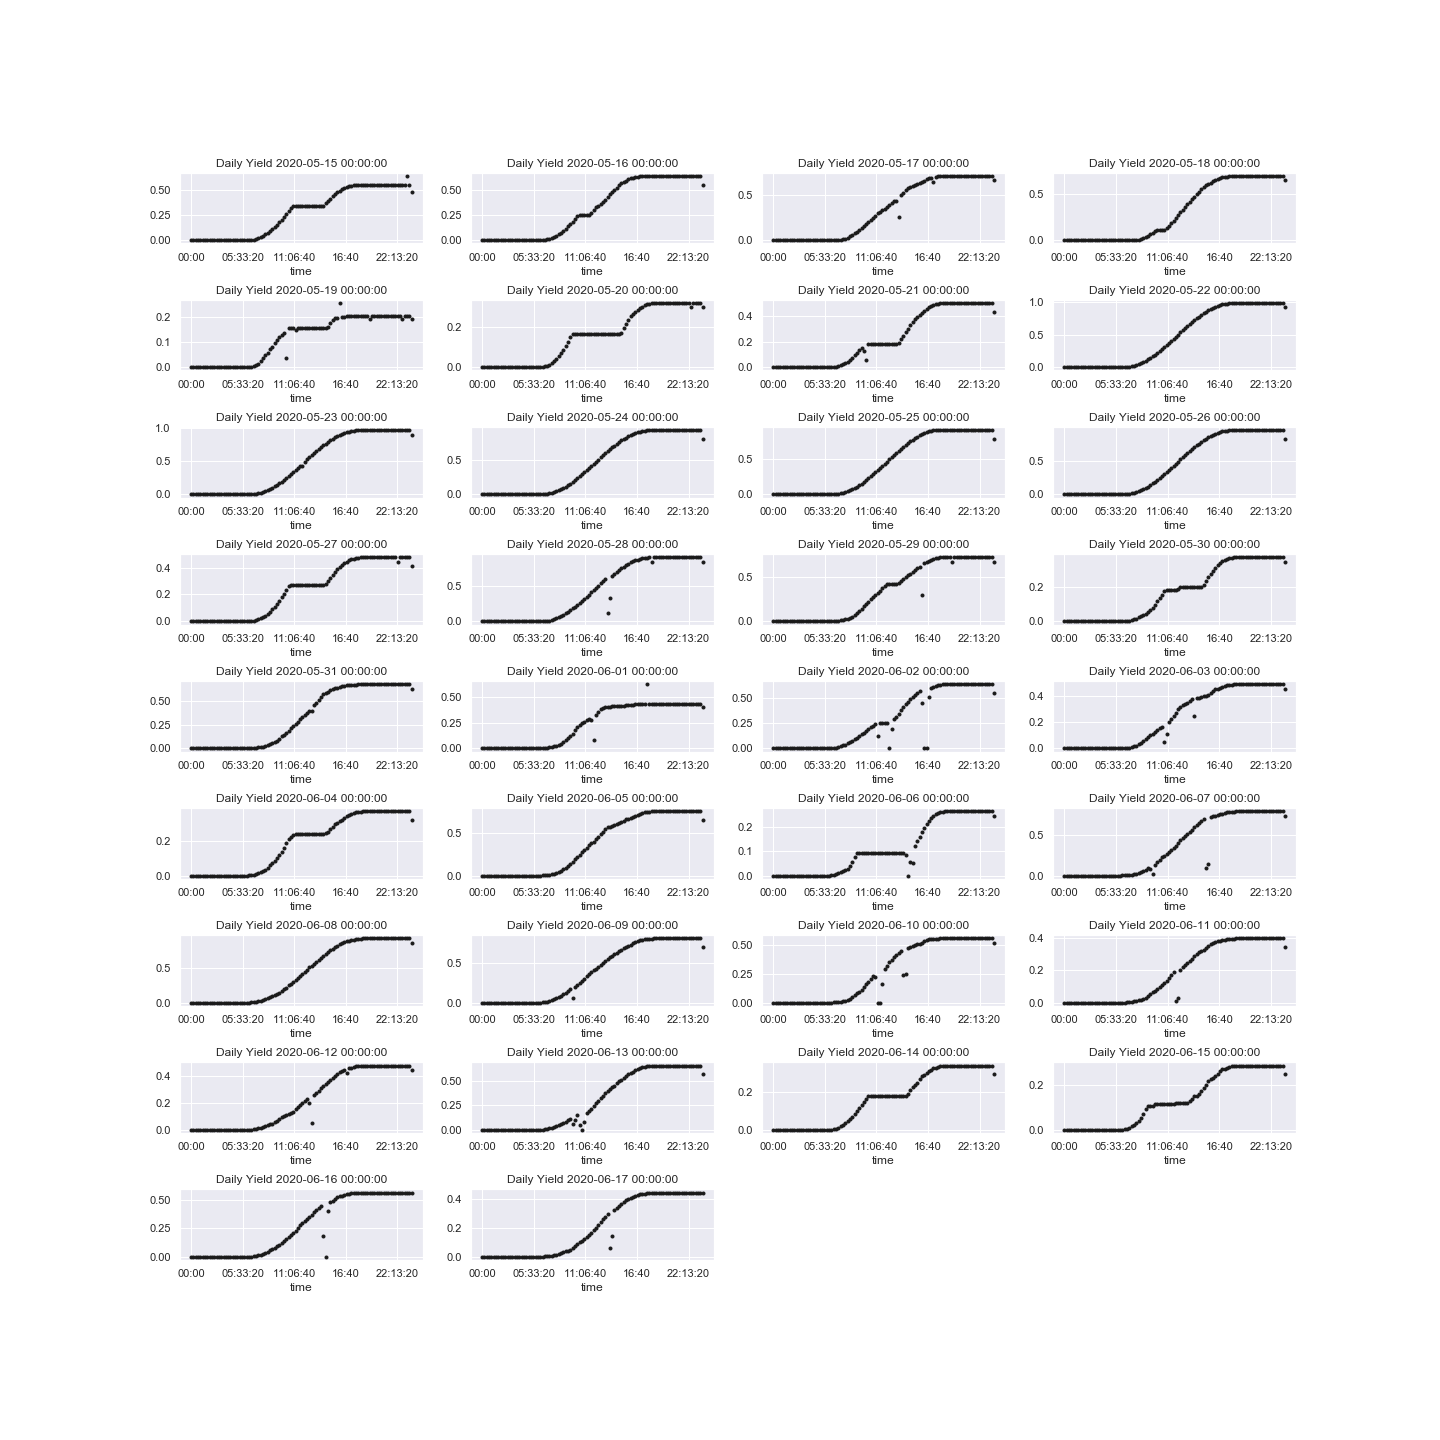 Daily Yield 2020-05-15 00:00:00 Daily Yield 2020-05-16 00:00:00 Daily Yield 2020-05-17 00:00:00 Daily Yield 2020-05-18 00:00:00
0.50 0.50 0.5 0.5
0.25 0.25
0.00 0.00 0.0 0.0
00:00 05:33:20 11:06:40 16:40 22:13:20 00:00 05:33:20 11:06:40 16:40 22:13:20 00:00 05:33:20 11:06:40 16:40 22:13:20 00:00 05:33:20 11:06:40 16:40 22:13:20
time time time time
Daily Yield 2020-05-19 00:00:00 Daily Yield 2020-05-20 00:00:00 Daily Yield 2020-05-21 00:00:00 Daily Yield 2020-05-22 00:00:00
0.2 0.2 0.4 1.0
0.1 0.2 0.5
0.0 0.0 0.0 0.0
00:00 05:33:20 11:06:40 16:40 22:13:20 00:00 05:33:20 11:06:40 16:40 22:13:20 00:00 05:33:20 11:06:40 16:40 22:13:20 00:00 05:33:20 11:06:40 16:40 22:13:20
time time time time
Daily Yield 2020-05-23 00:00:00 Daily Yield 2020-05-24 00:00:00 Daily Yield 2020-05-25 00:00:00 Daily Yield 2020-05-26 00:00:00
1.0
0.5 0.5 0.5 0.5
0.0 0.0 0.0 0.0
00:00 05:33:20 11:06:40 16:40 22:13:20 00:00 05:33:20 11:06:40 16:40 22:13:20 00:00 05:33:20 11:06:40 16:40 22:13:20 00:00 05:33:20 11:06:40 16:40 22:13:20
time time time time
Daily Yield 2020-05-27 00:00:00 Daily Yield 2020-05-28 00:00:00 Daily Yield 2020-05-29 00:00:00 Daily Yield 2020-05-30 00:00:00
0.4 0.5 0.5 0.2
0.2
0.0 0.0 0.0 0.0
00:00 05:33:20 11:06:40 16:40 22:13:20 00:00 05:33:20 11:06:40 16:40 22:13:20 00:00 05:33:20 11:06:40 16:40 22:13:20 00:00 05:33:20 11:06:40 16:40 22:13:20
time time time time
Daily Yield 2020-05-31 00:00:00 Daily Yield 2020-06-01 00:00:00 Daily Yield 2020-06-02 00:00:00 Daily Yield 2020-06-03 00:00:00
0.50 0.50 0.50 0.4
0.25 0.25 0.25 0.2
0.00 0.00 0.00 0.0
00:00 05:33:20 11:06:40 16:40 22:13:20 00:00 05:33:20 11:06:40 16:40 22:13:20 00:00 05:33:20 11:06:40 16:40 22:13:20 00:00 05:33:20 11:06:40 16:40 22:13:20
time time time time
Daily Yield 2020-06-04 00:00:00 Daily Yield 2020-06-05 00:00:00 Daily Yield 2020-06-06 00:00:00 Daily Yield 2020-06-07 00:00:00
0.2 0.5 0.2 0.5
0.1
0.0 0.0 0.0 0.0
00:00 05:33:20 11:06:40 16:40 22:13:20 00:00 05:33:20 11:06:40 16:40 22:13:20 00:00 05:33:20 11:06:40 16:40 22:13:20 00:00 05:33:20 11:06:40 16:40 22:13:20
time time time time
Daily Yield 2020-06-08 00:00:00 Daily Yield 2020-06-09 00:00:00 Daily Yield 2020-06-10 00:00:00 Daily Yield 2020-06-11 00:00:00
0.5 0.5 0.50 0.4
0.25 0.2
0.0 0.0 0.00 0.0
00:00 05:33:20 11:06:40 16:40 22:13:20 00:00 05:33:20 11:06:40 16:40 22:13:20 00:00 05:33:20 11:06:40 16:40 22:13:20 00:00 05:33:20 11:06:40 16:40 22:13:20
time time time time
Daily Yield 2020-06-12 00:00:00 Daily Yield 2020-06-13 00:00:00 Daily Yield 2020-06-14 00:00:00 Daily Yield 2020-06-15 00:00:00
0.4 0.50 0.2 0.2
0.2 0.25
0.0 0.00 0.0 0.0
00:00 05:33:20 11:06:40 16:40 22:13:20 00:00 05:33:20 11:06:40 16:40 22:13:20 00:00 05:33:20 11:06:40 16:40 22:13:20 00:00 05:33:20 11:06:40 16:40 22:13:20
time time time time
Daily Yield 2020-06-16 00:00:00 Daily Yield 2020-06-17 00:00:00
0.50 0.4
0.25 0.2
0.00 0.0
00:00 05:33:20 11:06:40 16:40 22:13:20 00:00 05:33:20 11:06:40 16:40 22:13:20
time time